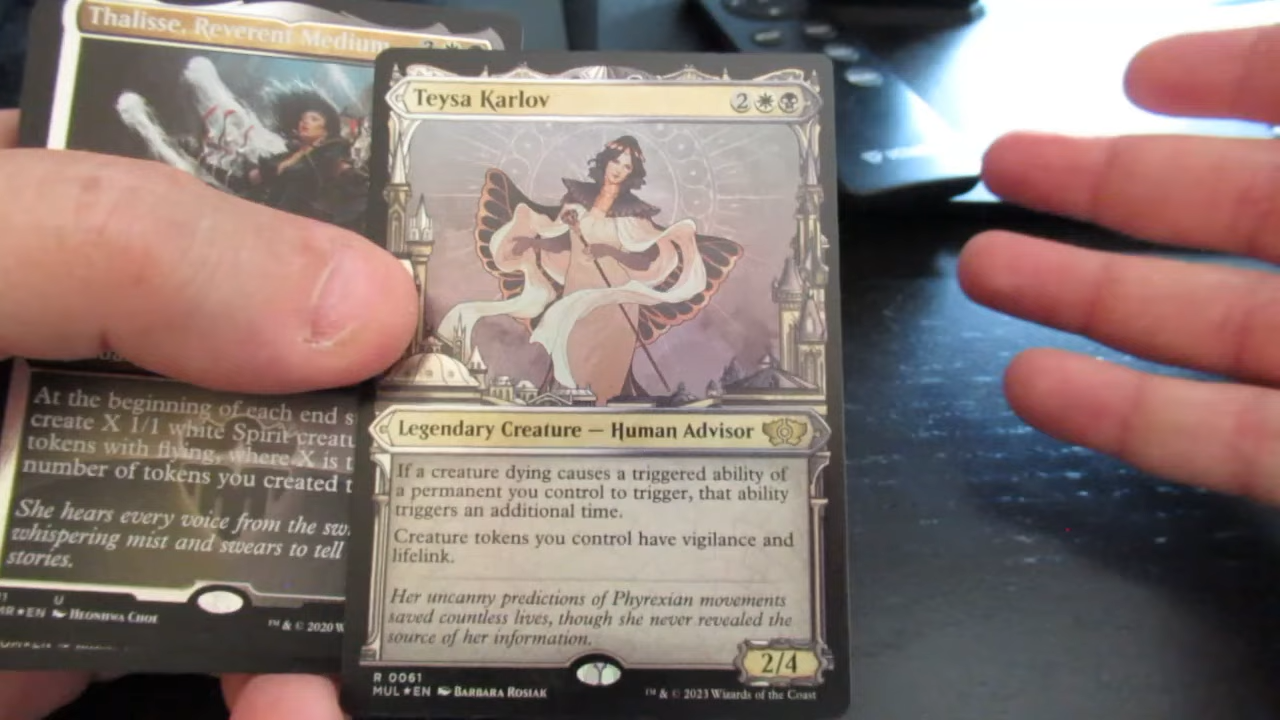 Thalisse, Reverent Medium
At the beginning of each end
create X 1/1 white Spirit
tokens with flying, where X is
number of tokens you created
She hears every voice from the
whispering mist and swears to tell
stories.
U
EN Heonhwa Choe
™ & © 2020
Teysa Karlov
2
Legendary Creature — Human Advisor
If a creature dying causes a triggered ability of
a permanent you control to trigger, that ability
triggers an additional time.
Creature tokens you control have vigilance and
lifelink.
Her uncanny predictions of Phyrexian movements
saved countless lives, though she never revealed the
source of her information.
2/4
R 0061
MUL★EN Barbara Rosiak
™ & © 2023 Wizards of the Coast